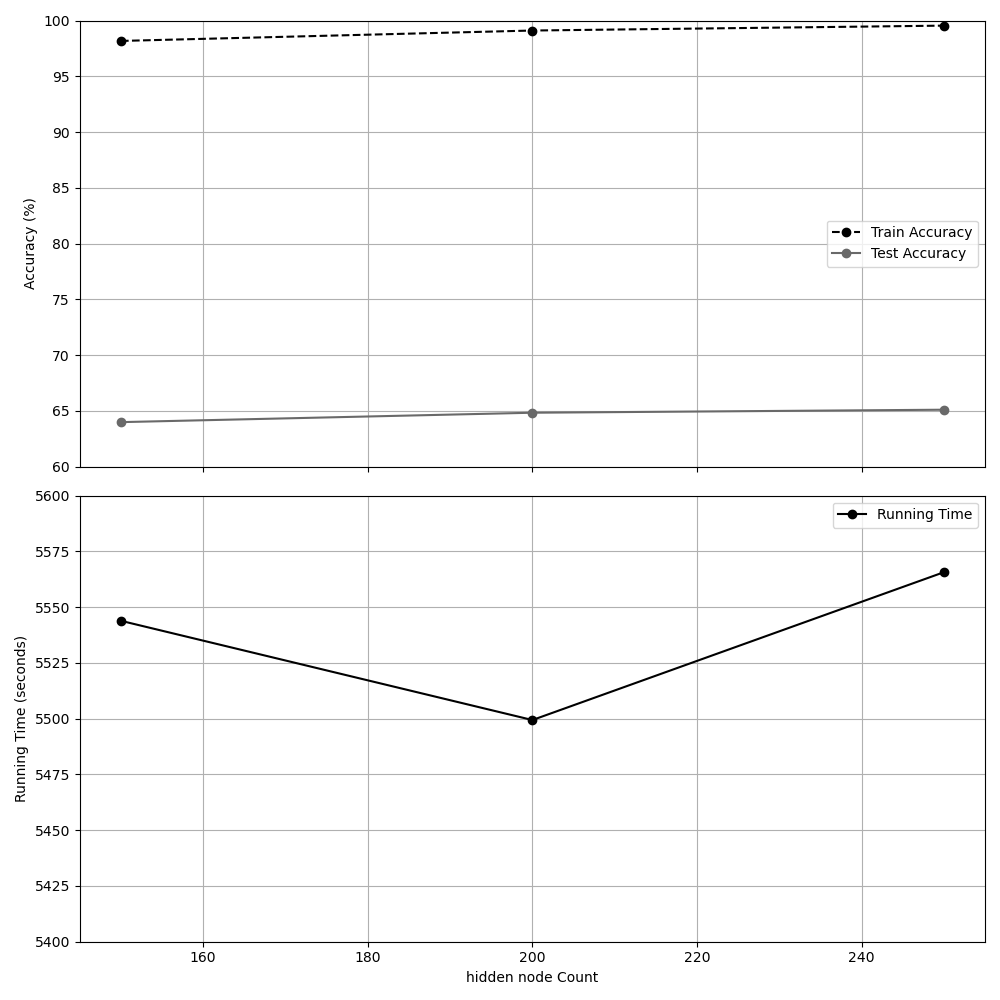 100
95
90
85
80
75
70
65
60
Accuracy (%)
Train Accuracy
Test Accuracy
5600
5575
5550
5525
5500
5475
5450
5425
5400
Running Time (seconds)
Running Time
160 180 200 220 240
hidden node Count